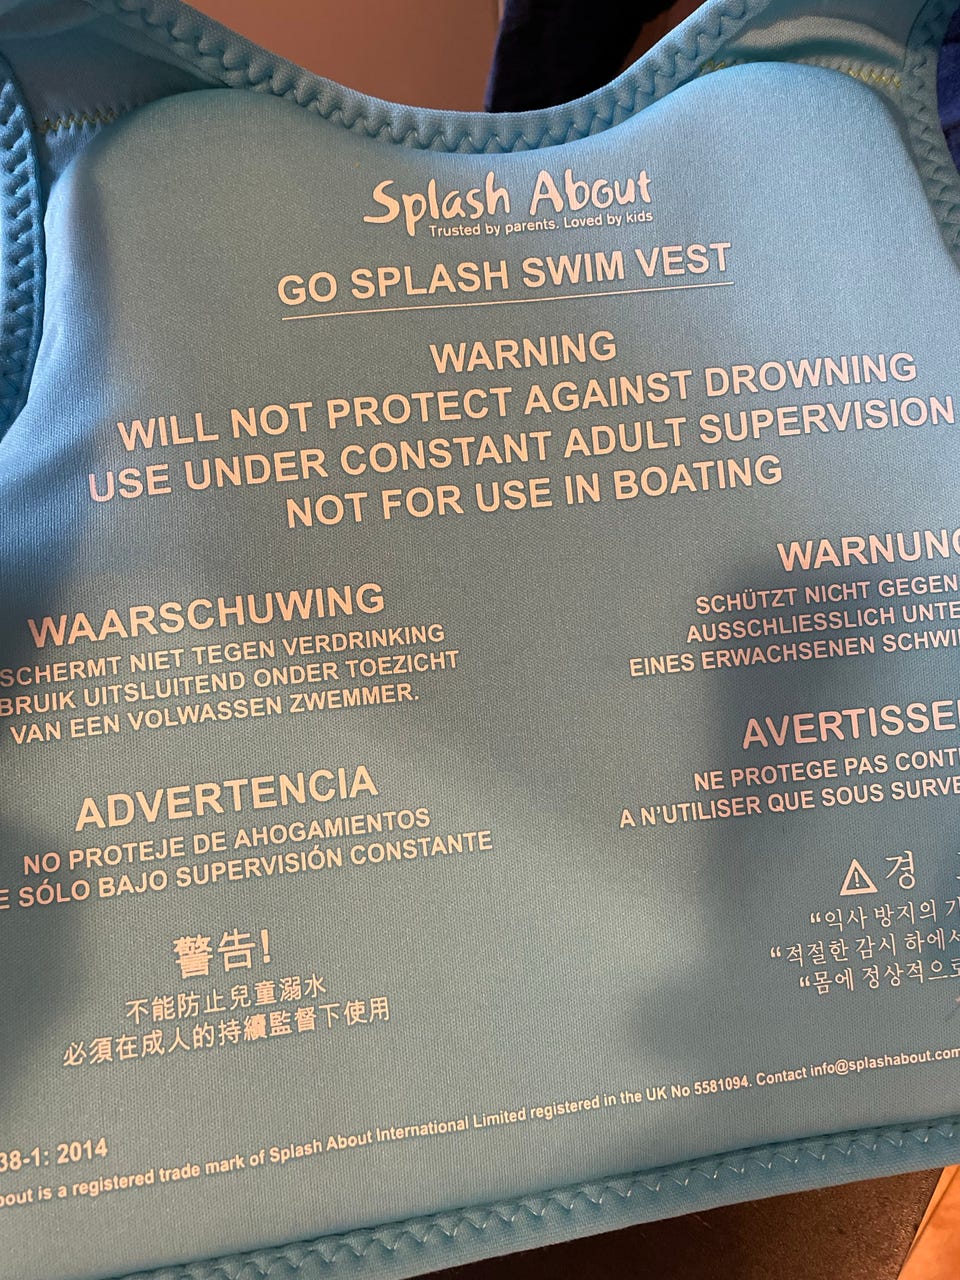 Splash About
Trusted by parents. Loved by kids
GO SPLASH SWIM VEST
WARNING
WILL NOT PROTECT AGAINST DROWNING
USE UNDER CONSTANT ADULT SUPERVISION
NOT FOR USE IN BOATING
WAARSCHUWING
SCHERMT NIET TEGEN VERDRINKING
BRUIK UITSLUITEND ONDER TOEZICHT
VAN EEN VOLWASSEN ZWEMMER.
WARNUNG
SCHÜTZT NICHT GEGEN
AUSSCHLIESSLICH UNTE
EINES ERWACHSENEN SCHWI
ADVERTENCIA
NO PROTEJE DE AHOGAMIENTOS
E SÓLO BAJO SUPERVISIÓN CONSTANTE
AVERTISSE
NE PROTEGE PAS CONT
A N'UTILISER QUE SOUS SURVE
警告!
不能防止兒童溺水
必須在成人的持續監督下使用
⚠ 경
“익사 방지의 기
“적절한 감시 하에서
“몸에 정상적으로
38-1: 2014
bout is a registered trade mark of Splash About International Limited registered in the UK No 5581094. Contact info@splashabout.com